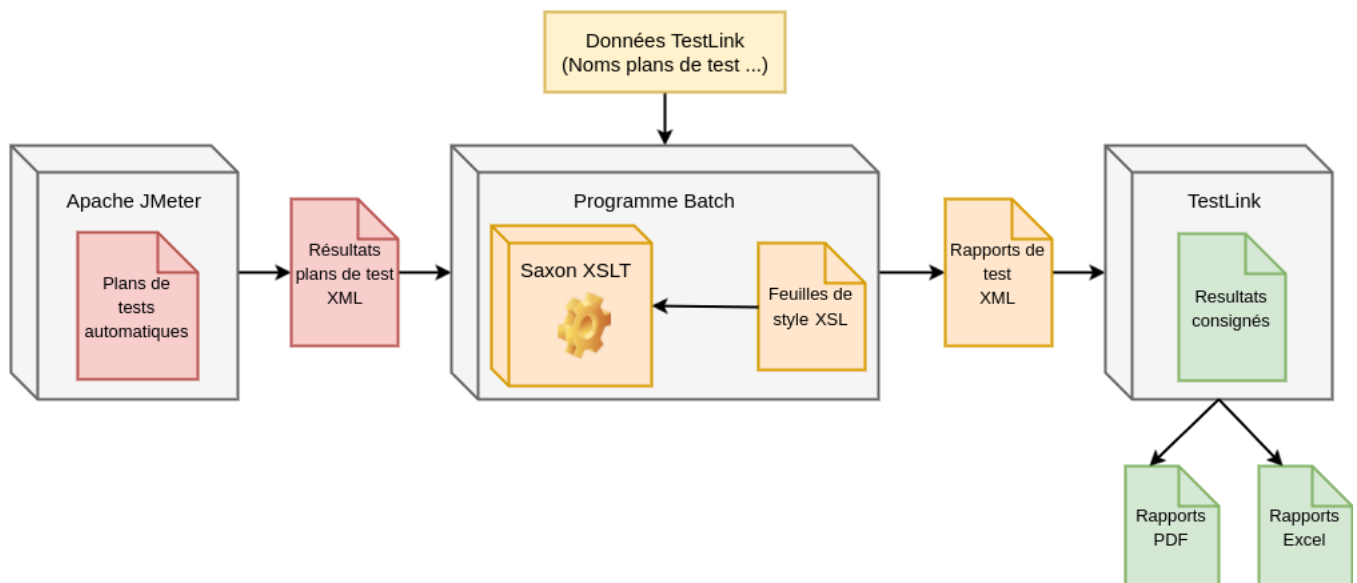 Données TestLink
(Noms plans de test ...)
Apache JMeter
Plans de
tests
automatiques
Résultats
plans de test
XML
Programme Batch
Saxon XSLT
Feuilles de
style XSL
Rapports de
test
XML
TestLink
Resultats
consignés
Rapports
PDF
Rapports
Excel